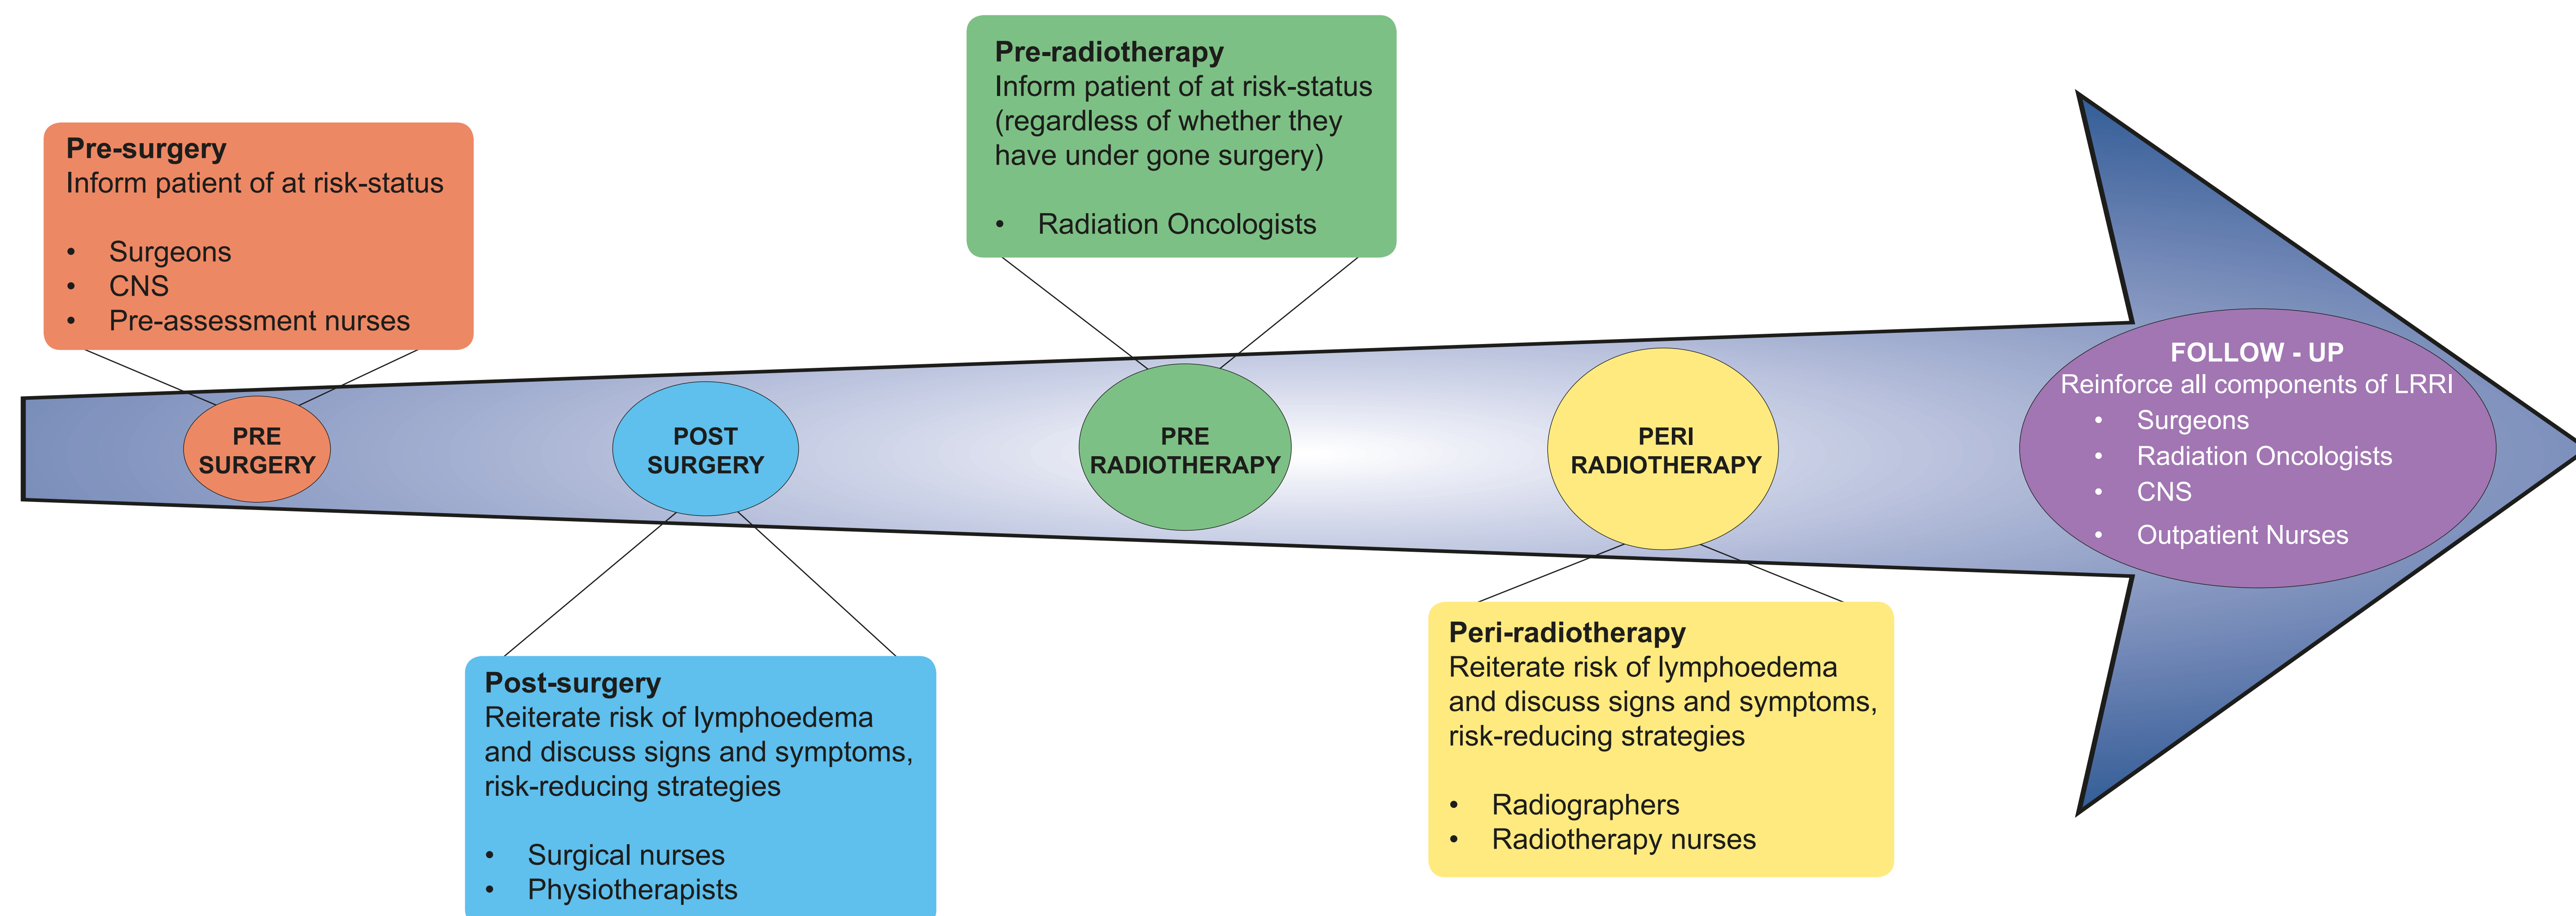 Pre-surgery
Inform patient of at risk-status
• Surgeons
• CNS
• Pre-assessment nurses
Pre-radiotherapy
Inform patient of at risk-status
(regardless of whether they
have under gone surgery)
• Radiation Oncologists
PRE
SURGERY
POST
SURGERY
PRE
RADIOTHERAPY
PERI
RADIOTHERAPY
FOLLOW - UP
Reinforce all components of LRRI
• Surgeons
• Radiation Oncologists
• CNS
• Outpatient Nurses
Post-surgery
Reiterate risk of lymphoedema
and discuss signs and symptoms,
risk-reducing strategies
• Surgical nurses
• Physiotherapists
Peri-radiotherapy
Reiterate risk of lymphoedema
and discuss signs and symptoms,
risk-reducing strategies
• Radiographers
• Radiotherapy nurses